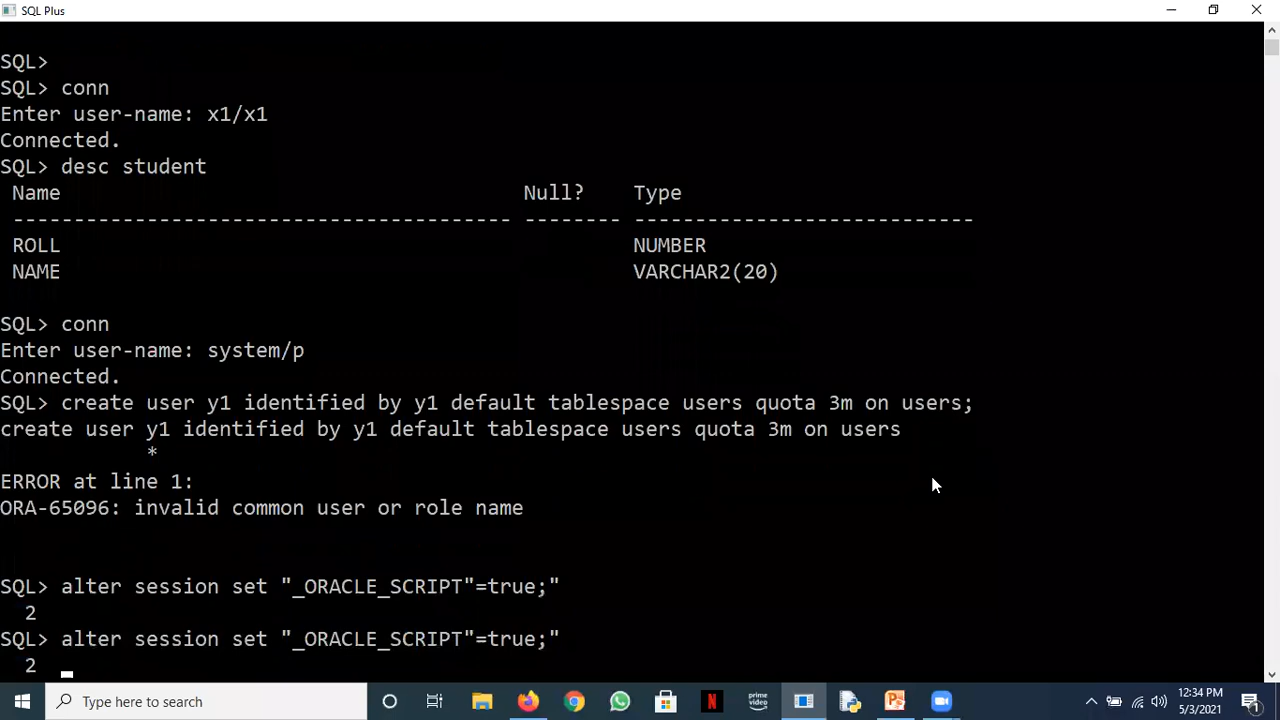 SQL Plus
SQL>
SQL> conn
Enter user-name: x1/x1
Connected.
SQL> desc student
Name Null? Type
----------------------------------------- -------- ----------------------------
ROLL NUMBER
NAME VARCHAR2(20)
SQL> conn
Enter user-name: system/p
Connected.
SQL> create user y1 identified by y1 default tablespace users quota 3m on users;
create user y1 identified by y1 default tablespace users quota 3m on users
*
ERROR at line 1:
ORA-65096: invalid common user or role name
SQL> alter session set "_ORACLE_SCRIPT"=true;"
2
SQL> alter session set "_ORACLE_SCRIPT"=true;"
2
Type here to search
N
prime video
12:34 PM
5/3/2021
1